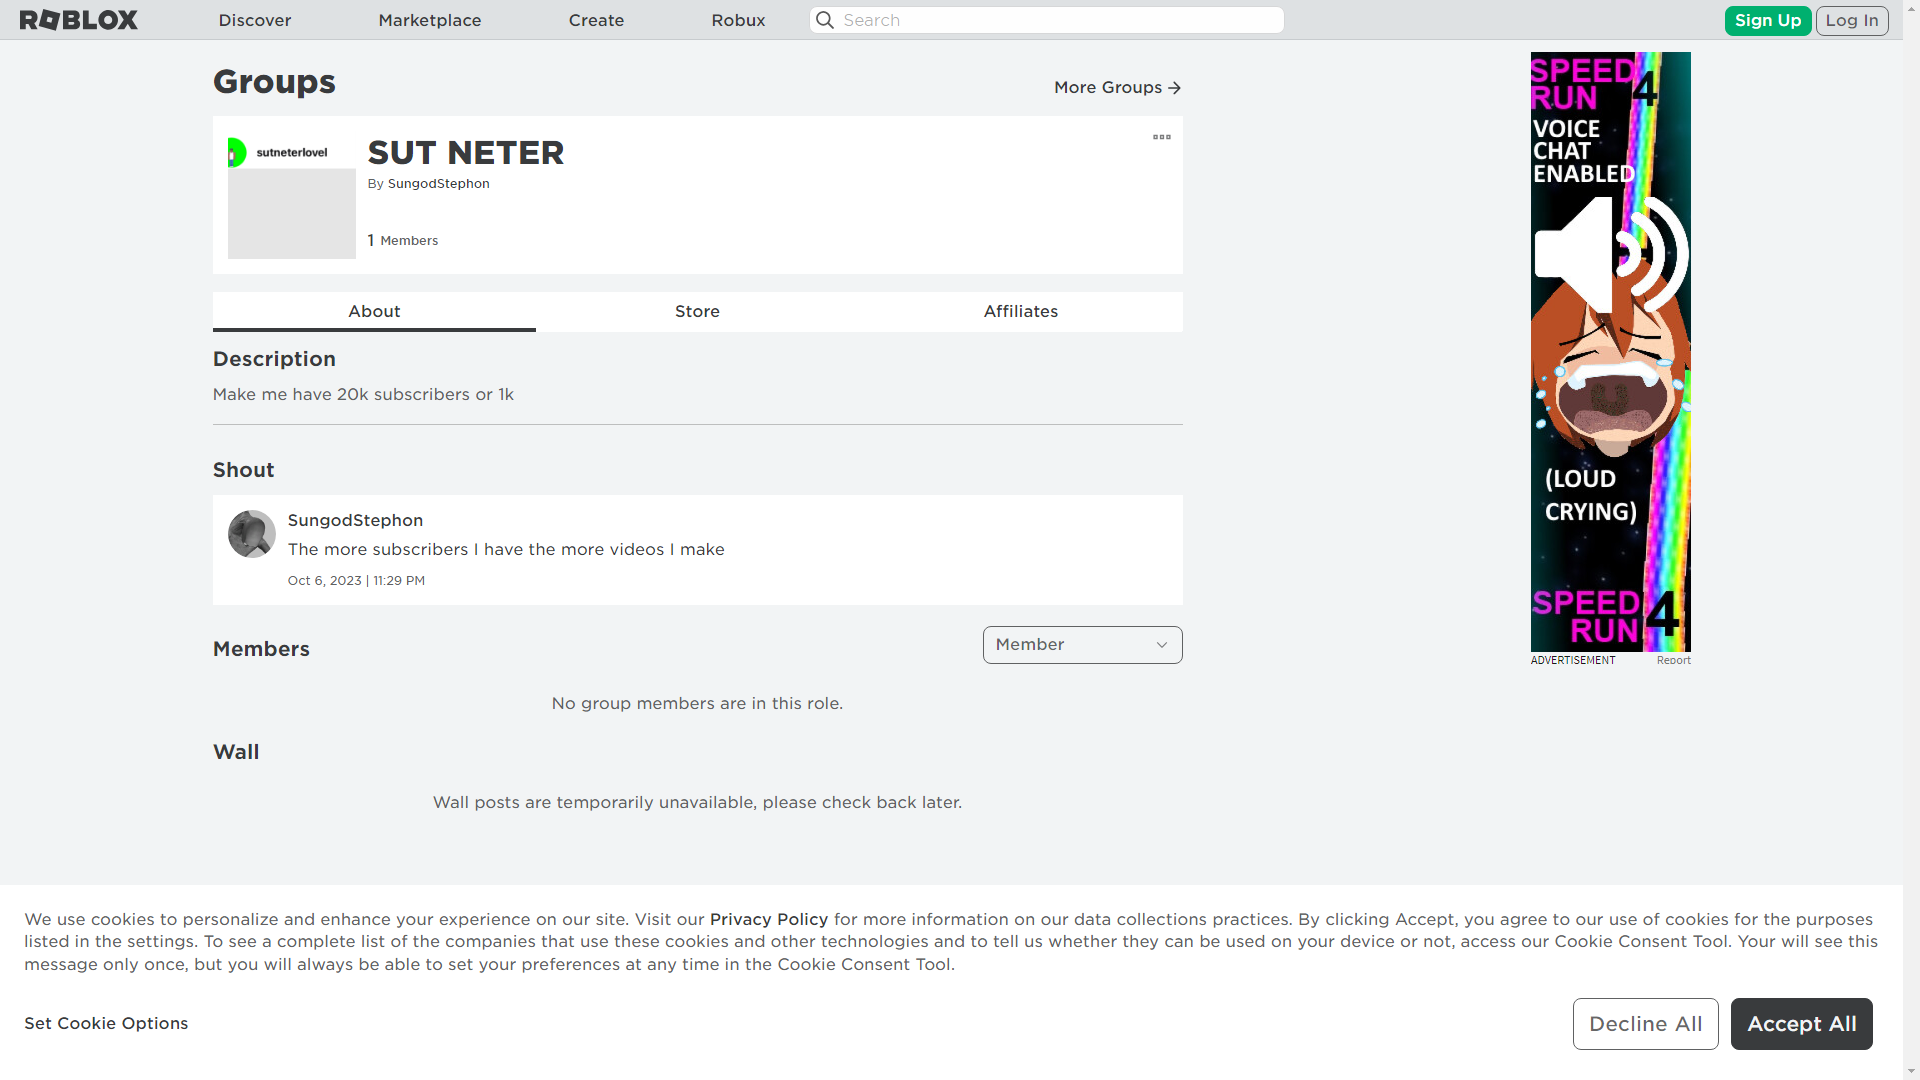 ROBLOX
Discover
Marketplace
Create
Robux
Search
Sign Up
Log In
Groups
More Groups
sutneterlovel
SUT NETER
By SungodStephon
1 Members
About
Store
Affiliates
Description
Make me have 20k subscribers or 1k
Shout
SungodStephon
The more subscribers I have the more videos I make
Oct 6, 2023 | 11:29 PM
Members
Member
No group members are in this role.
Wall
Wall posts are temporarily unavailable, please check back later.
SPEED
RUN 4
VOICE
CHAT
ENABLED
(LOUD
CRYING)
SPEED
RUN 4
ADVERTISEMENT
Report
We use cookies to personalize and enhance your experience on our site. Visit our Privacy Policy for more information on our data collections practices. By clicking Accept, you agree to our use of cookies for the purposes
listed in the settings. To see a complete list of the companies that use these cookies and other technologies and to tell us whether they can be used on your device or not, access our Cookie Consent Tool. Your will see this
message only once, but you will always be able to set your preferences at any time in the Cookie Consent Tool.
Set Cookie Options
Decline All
Accept All